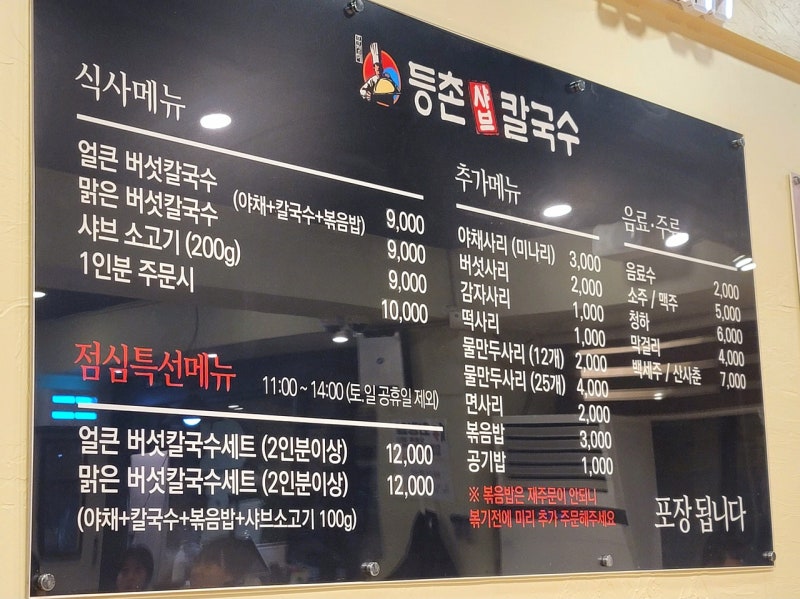 등촌 샤브 칼국수
식사메뉴
얼큰 버섯칼국수 9,000
맑은 버섯칼국수 (야채+칼국수+볶음밥) 9,000
샤브 소고기 (200g) 9,000
1인분 주문시 10,000
점심특선메뉴 11:00 ~ 14:00 (토,일 공휴일 제외)
얼큰 버섯칼국수세트 (2인분이상) 12,000
맑은 버섯칼국수세트 (2인분이상) 12,000
(야채+칼국수+볶음밥+샤브소고기 100g)
추가메뉴
야채사리 (미나리) 3,000
버섯사리 2,000
감자사리 1,000
떡사리 1,000
물만두사리 (12개) 2,000
물만두사리 (25개) 4,000
면사리 2,000
볶음밥 3,000
공기밥 1,000
※ 볶음밥은 재주문이 안되니
볶기전에 미리 추가 주문해주세요
음료·주류
음료수 2,000
소주 / 맥주 5,000
청하 6,000
막걸리 4,000
백세주 / 산사춘 7,000
포장 됩니다